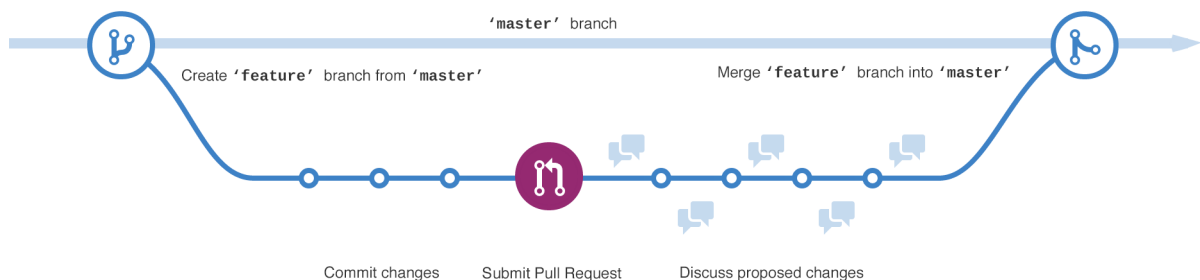 ‘master’ branch
Create ‘feature’ branch from ‘master’
Merge ‘feature’ branch into ‘master’
Commit changes
Submit Pull Request
Discuss proposed changes